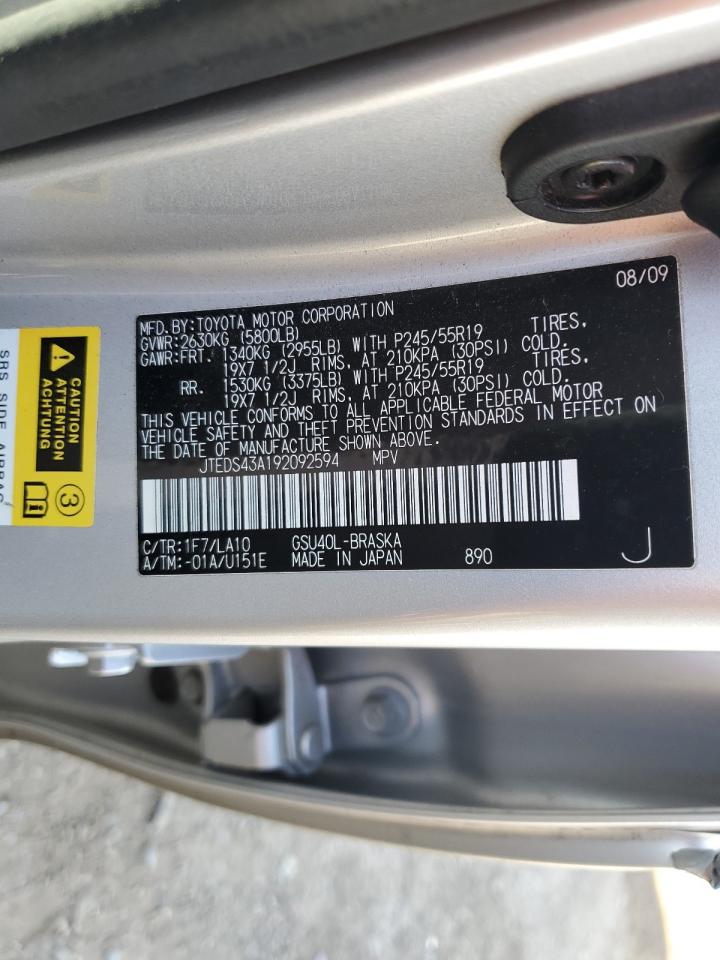 08/09
MFD. BY:TOYOTA MOTOR CORPORATION
GVWR:2630KG (5800LB)
GAWR:FRT. 1340KG (2955LB) WITH P245/55R19 TIRES,
19X7 1/2J RIMS, AT 210KPA (30PSI) COLD.
RR. 1530KG (3375LB) WITH P245/55R19 TIRES,
19X7 1/2J RIMS, AT 210KPA (30PSI) COLD.
THIS VEHICLE CONFORMS TO ALL APPLICABLE FEDERAL MOTOR
VEHICLE SAFETY AND THEFT PREVENTION STANDARDS IN EFFECT ON
THE DATE OF MANUFACTURE SHOWN ABOVE.
JTEDS43A192092594 MPV
C/TR:1F7/LA10 GSU40L-BRASKA
A/TM:-01A/U151E MADE IN JAPAN 890
J
CAUTION
ATTENTION
ACHTUNG
3
SRS SIDE AIRBAG